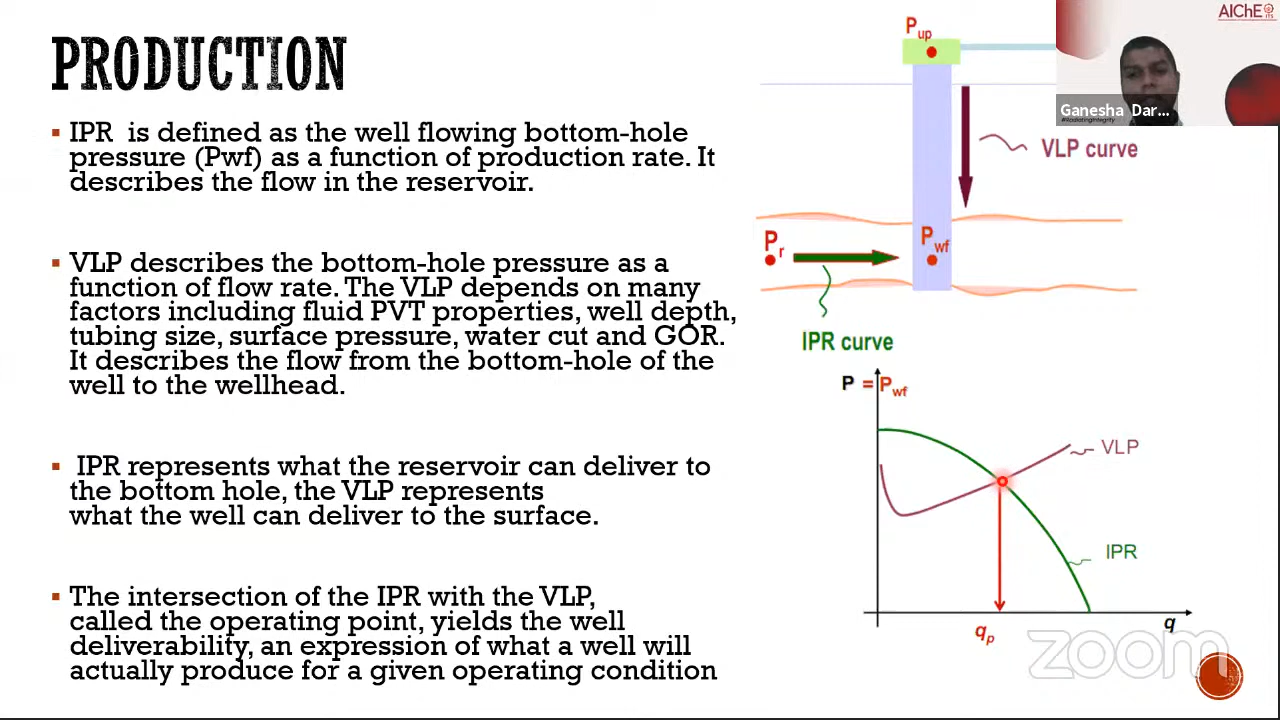 PRODUCTION
▪ IPR is defined as the well flowing bottom-hole
pressure (Pwf) as a function of production rate. It
describes the flow in the reservoir.
▪ VLP describes the bottom-hole pressure as a
function of flow rate. The VLP depends on many
factors including fluid PVT properties, well depth,
tubing size, surface pressure, water cut and GOR.
It describes the flow from the bottom-hole of the
well to the wellhead.
▪ IPR represents what the reservoir can deliver to
the bottom hole, the VLP represents
what the well can deliver to the surface.
▪ The intersection of the IPR with the VLP,
called the operating point, yields the well
deliverability, an expression of what a well will
actually produce for a given operating condition
Pup
VLP curve
Pr
Pwf
IPR curve
P = Pwf
VLP
IPR
qp
q
AIChE
ITS
Ganesha Dar...
#RadiatingIntegrity
zoom